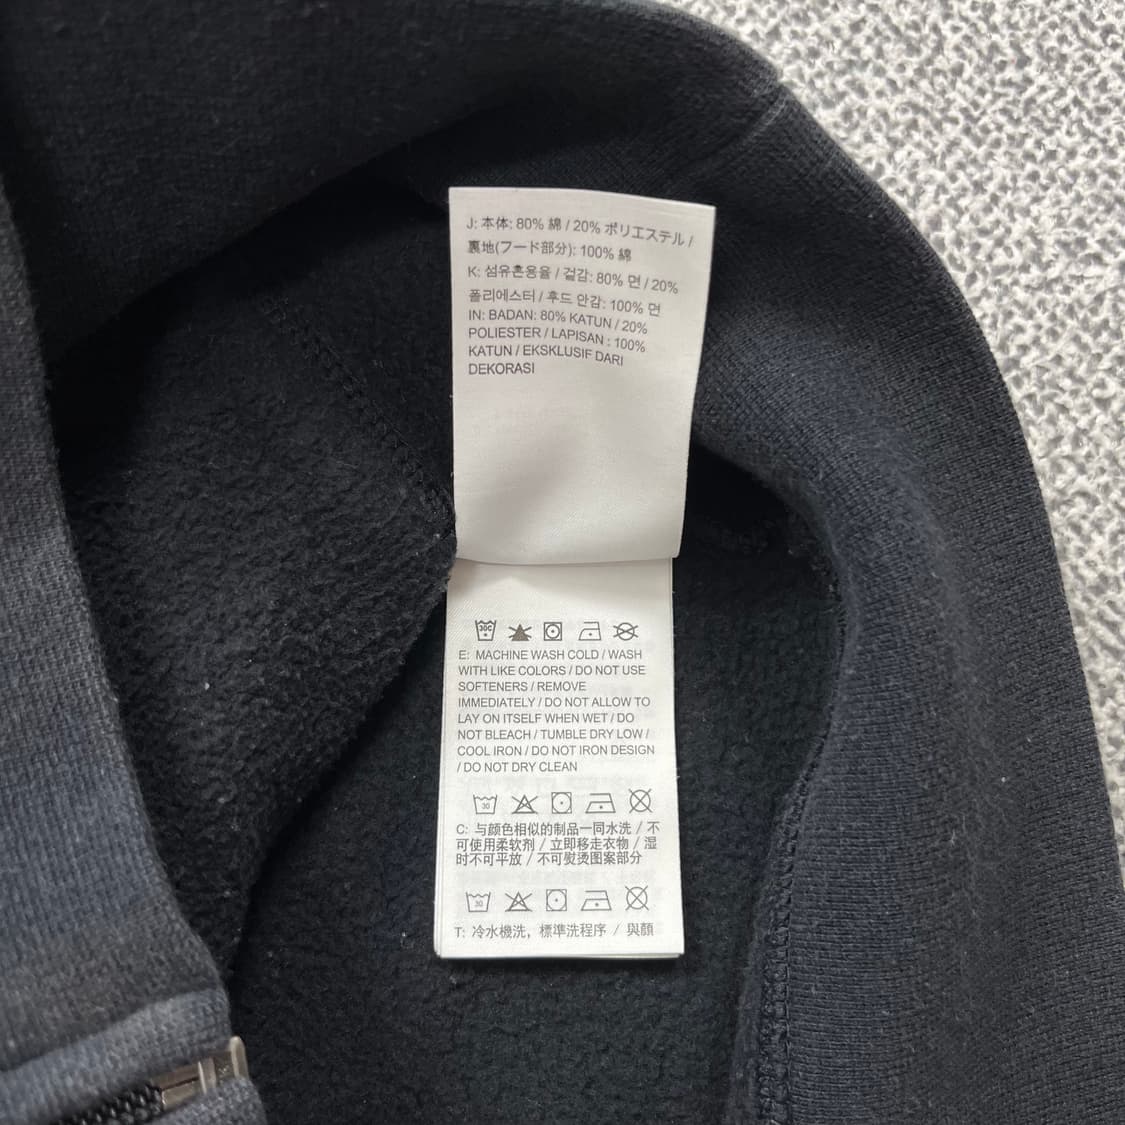 J: 本体: 80% 綿 / 20% ポリエステル /
裏地(フード部分): 100% 綿
K: 섬유혼용율 / 겉감: 80% 면 / 20%
폴리에스터 / 후드 안감: 100% 면
IN: BADAN: 80% KATUN / 20%
POLIESTER / LAPISAN : 100%
KATUN / EKSKLUSIF DARI
DEKORASI
30C
E: MACHINE WASH COLD / WASH
WITH LIKE COLORS / DO NOT USE
SOFTENERS / REMOVE
IMMEDIATELY / DO NOT ALLOW TO
LAY ON ITSELF WHEN WET / DO
NOT BLEACH / TUMBLE DRY LOW /
COOL IRON / DO NOT IRON DESIGN
/ DO NOT DRY CLEAN
30
C: 与颜色相似的制品一同水洗 / 不
可使用柔软剂 / 立即移走衣物 / 湿
时不可平放 / 不可熨烫图案部分
30
T: 冷水機洗，標準洗程序 / 與顏